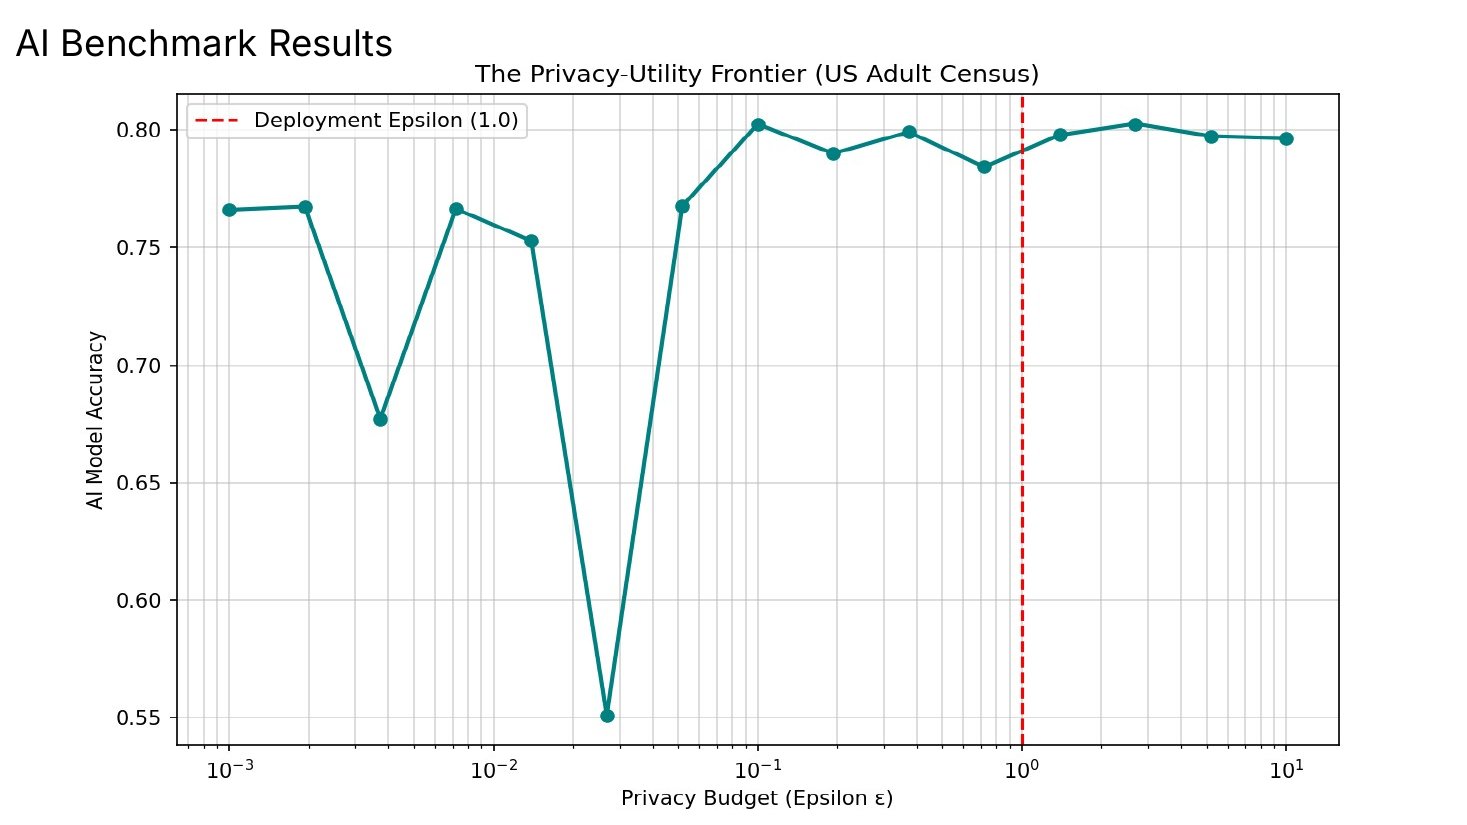 AI Benchmark Results
The Privacy-Utility Frontier (US Adult Census)
Deployment Epsilon (1.0)
AI Model Accuracy
0.80
0.75
0.70
0.65
0.60
0.55
10⁻³ 10⁻² 10⁻¹ 10⁰ 10¹
Privacy Budget (Epsilon ε)